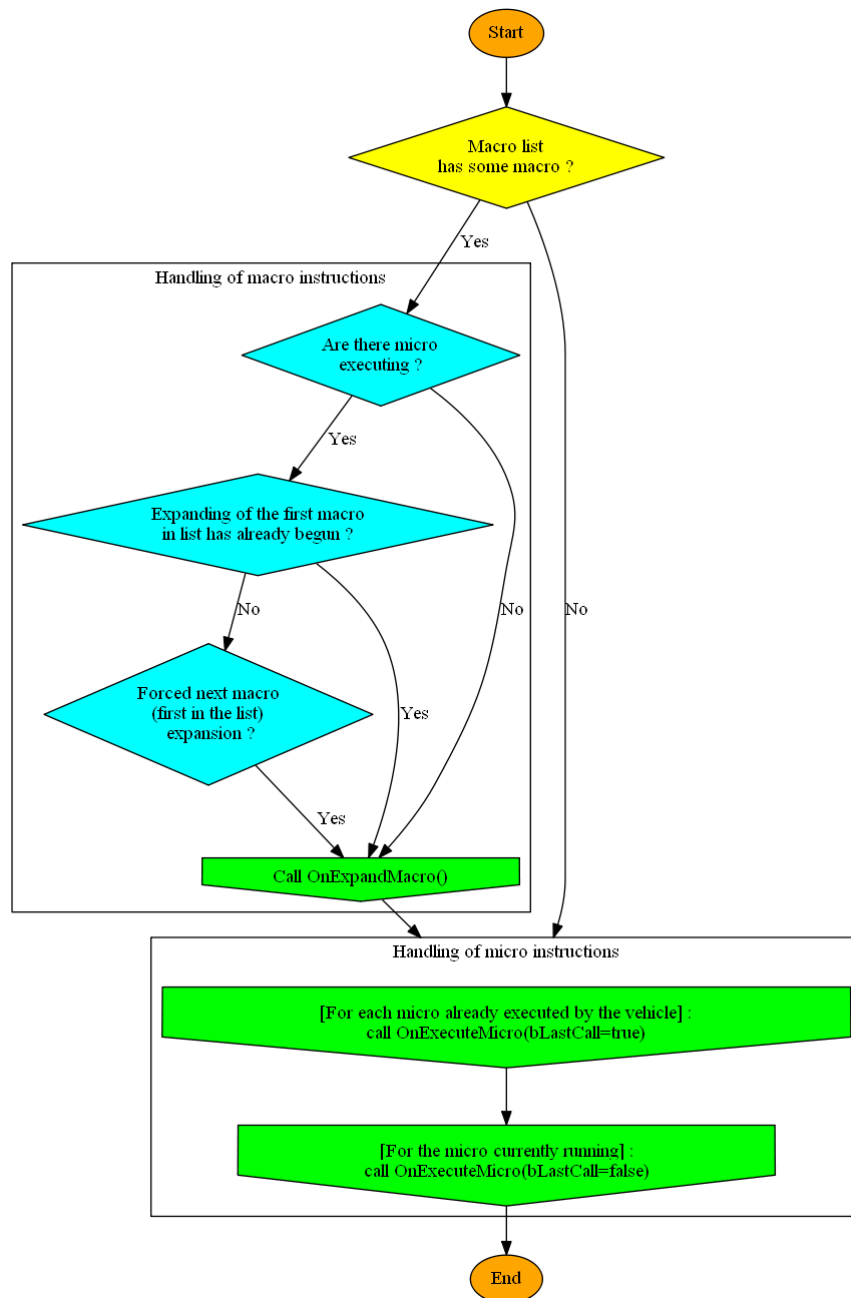 Start
Macro list
has some macro ?
Yes
Handling of macro instructions
Are there micro
executing ?
Yes
Expanding of the first macro
in list has already begun ?
No
No
No
Forced next macro
(first in the list)
expansion ?
Yes
Yes
Call OnExpandMacro()
Handling of micro instructions
[For each micro already executed by the vehicle] :
call OnExecuteMicro(bLastCall=true)
[For the micro currently running] :
call OnExecuteMicro(bLastCall=false)
End